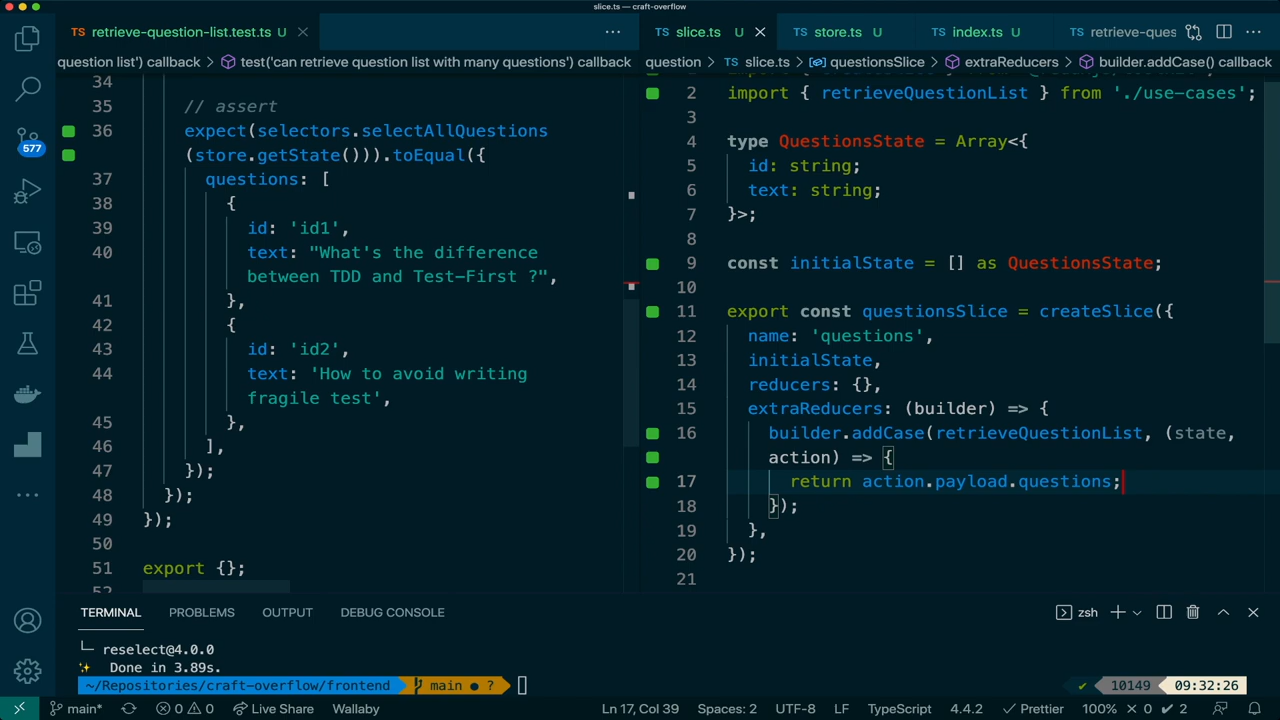 slice.ts — craft-overflow
TS retrieve-question-list.test.ts U
TS slice.ts U
TS store.ts U
TS index.ts U
TS retrieve-ques
question list') callback > test('can retrieve question list with many questions') callback
question > TS slice.ts > questionsSlice > extraReducers > builder.addCase() callback
34
35 // assert
36 expect(selectors.selectAllQuestions
(store.getState())).toEqual({
37 questions: [
38 {
39 id: 'id1',
40 text: "What's the difference
between TDD and Test-First ?",
41 },
42 {
43 id: 'id2',
44 text: 'How to avoid writing
fragile test',
45 },
46 ],
47 });
48 });
49 });
50
51 export {};
52
2 import { retrieveQuestionList } from './use-cases';
3
4 type QuestionsState = Array<{
5 id: string;
6 text: string;
7 }>;
8
9 const initialState = [] as QuestionsState;
10
11 export const questionsSlice = createSlice({
12 name: 'questions',
13 initialState,
14 reducers: {},
15 extraReducers: (builder) => {
16 builder.addCase(retrieveQuestionList, (state,
action) => {
17 return action.payload.questions;
18 });
19 },
20 });
21
577
TERMINAL PROBLEMS OUTPUT DEBUG CONSOLE
zsh
└─ reselect@4.0.0
✨ Done in 3.89s.
~/Repositories/craft-overflow/frontend main ● ?
✔ 10149 09:32:26
main* 0 0 Live Share Wallaby
Ln 17, Col 39 Spaces: 2 UTF-8 LF TypeScript 4.4.2 Prettier 100% × 0 ✓ 2